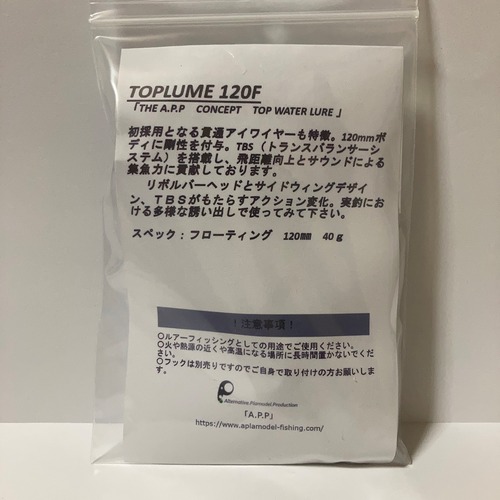 TOPLUME 120F
「THE A.P.P　CONCEPT　TOP WATER LURE」
初採用となる貫通アイワイヤーも特徴。120mmボ
ディに剛性を付与。TBS（トランスバランサーシ
ステム）を搭載し、飛距離向上とサウンドによる
集魚力に貢献しております。
リボルバーヘッドとサイドウィングデザイ
ン、ＴＢＳがもたらすアクション変化。実釣にお
ける多様な誘い出しで使ってみて下さい。
スペック：フローティング　120㎜　40ｇ
！注意事項！
○ルアーフィッシングとしての用途でご使用ください。
○火や熱源の近くや高温になる場所に長時間置かないでくだ
さい。
○フックは別売りですのでご自身で取り付けの方お願いしま
す。
Alternative.Plamodel.Production
「A.P.P」
https://www.aplamodel-fishing.com/